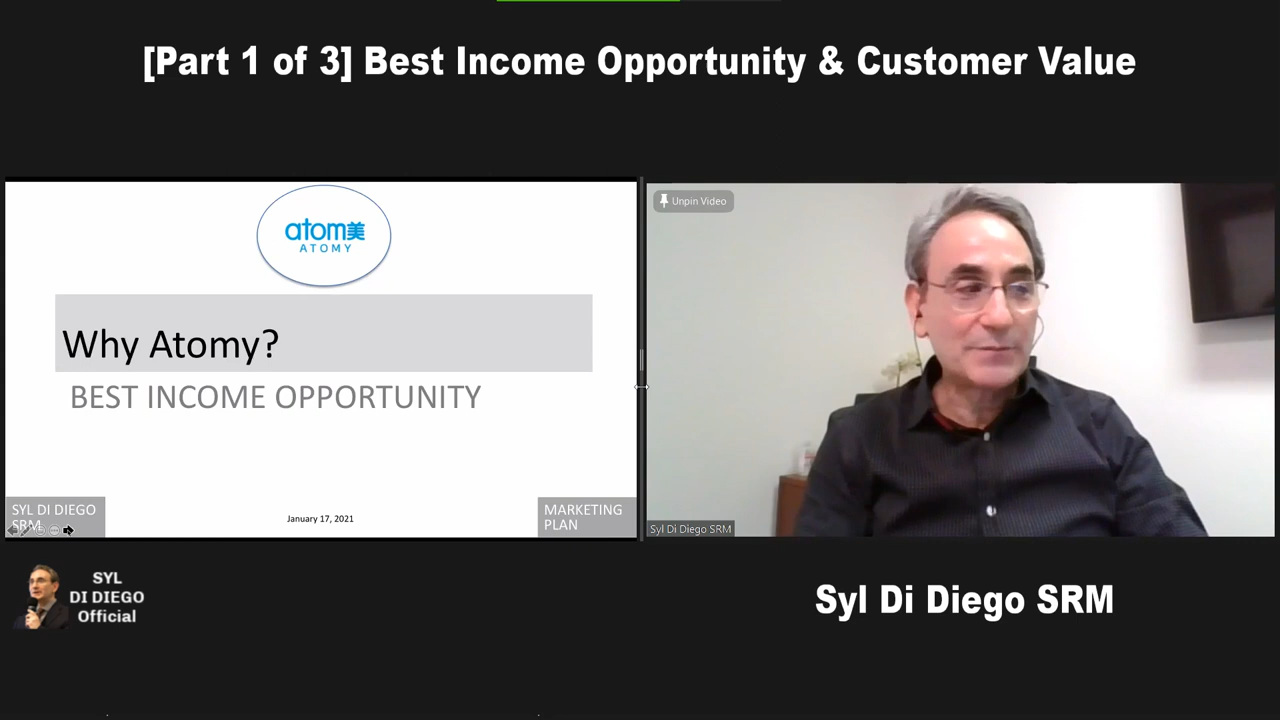 [Part 1 of 3] Best Income Opportunity & Customer Value
atom美
ATOMY
Why Atomy?
BEST INCOME OPPORTUNITY
SYL DI DIEGO
SRM
January 17, 2021
MARKETING
PLAN
Unpin Video
Syl Di Diego SRM
SYL
DI DIEGO
Official
Syl Di Diego SRM